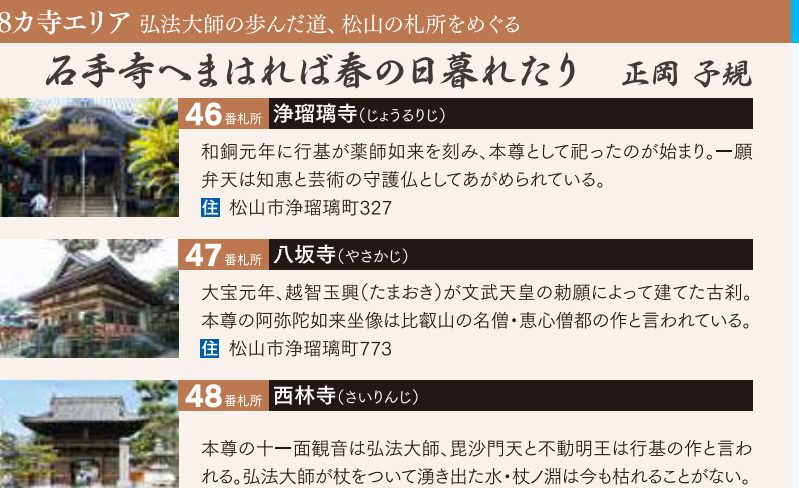 8カ寺エリア 弘法大師の歩んだ道、松山の札所をめぐる
石手寺へまはれば春の日暮れたり 正岡 子規
46番札所 浄瑠璃寺(じょうるりじ)
和銅元年に行基が薬師如来を刻み、本尊として祀ったのが始まり。一願
弁天は知恵と芸術の守護仏としてあがめられている。
住 松山市浄瑠璃町327
47番札所 八坂寺(やさかじ)
大宝元年、越智玉興(たまおき)が文武天皇の勅願によって建てた古刹。
本尊の阿弥陀如来坐像は比叡山の名僧・恵心僧都の作と言われている。
住 松山市浄瑠璃町773
48番札所 西林寺(さいりんじ)
本尊の十一面観音は弘法大師、毘沙門天と不動明王は行基の作と言わ
れる。弘法大師が杖をついて湧き出た水・杖ノ淵は今も枯れることがない。